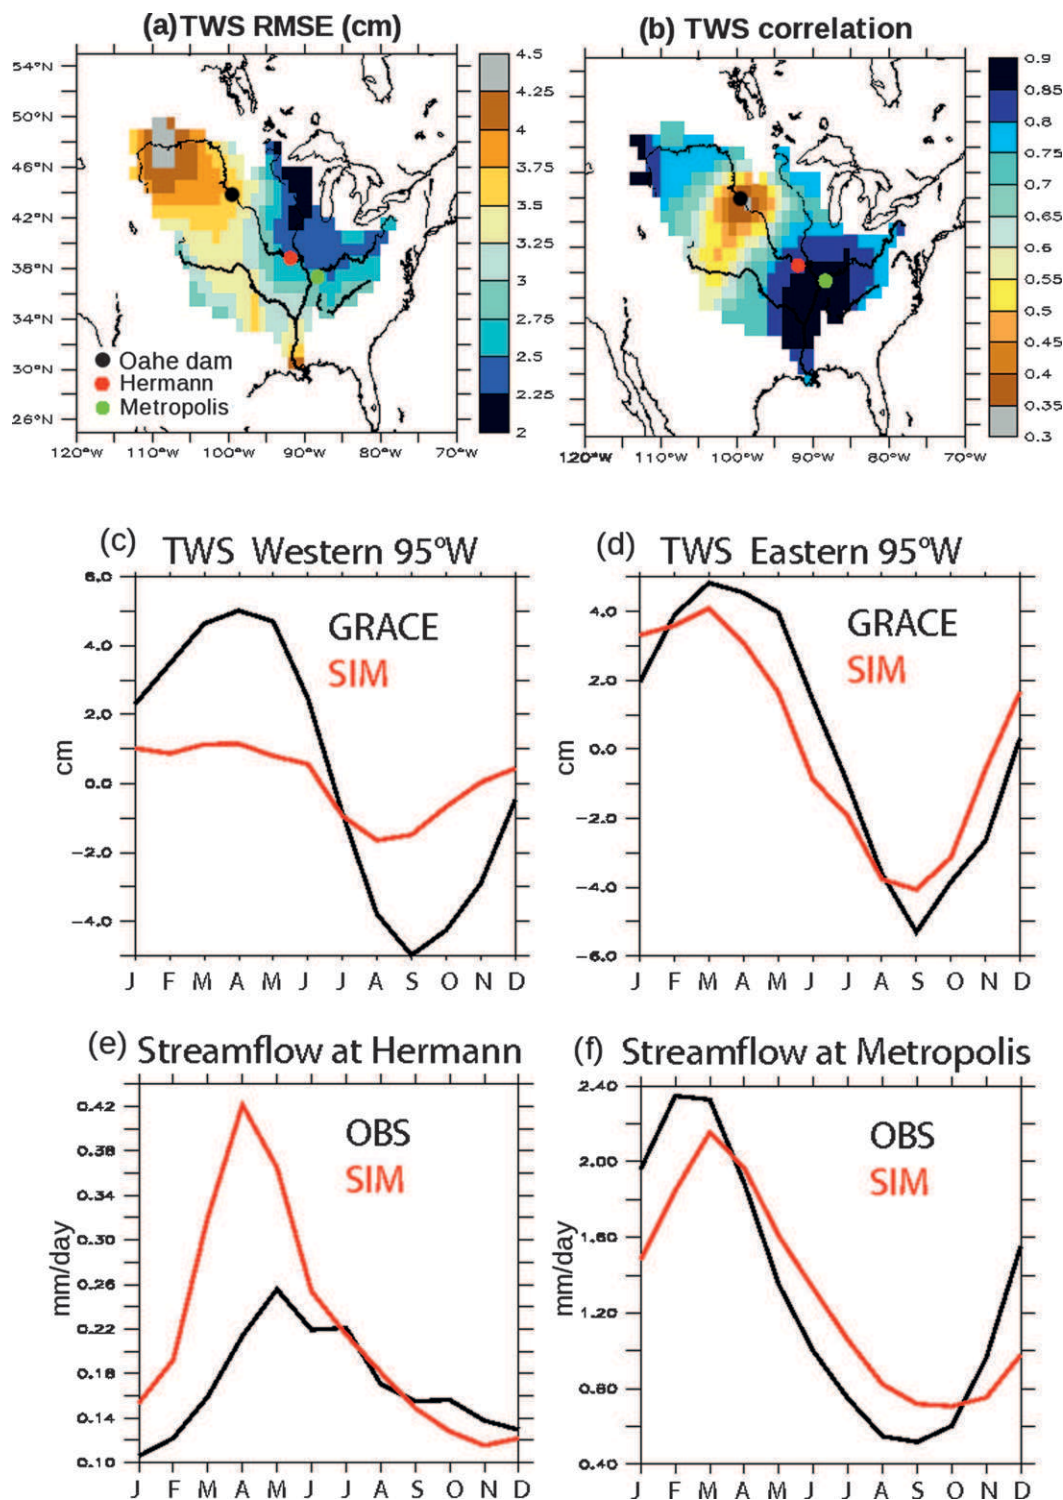 (a) TWS RMSE (cm)
54°N
50°N
46°N
42°N
38°N
34°N
30°N
26°N
120°W 110°W 100°W 90°W 80°W 70°W
Oahe dam
Hermann
Metropolis
4.5
4.25
4
3.75
3.5
3.25
3
2.75
2.5
2.25
2
(b) TWS correlation
120°W 110°W 100°W 90°W 80°W 70°W
0.9
0.85
0.8
0.75
0.7
0.65
0.6
0.55
0.5
0.45
0.4
0.35
0.3
(c) TWS Western 95°W
6.0
4.0
2.0
0.0
-2.0
-4.0
cm
GRACE
SIM
J F M A M J J A S O N D
(d) TWS Eastern 95°W
4.0
2.0
0.0
-2.0
-4.0
-6.0
cm
GRACE
SIM
J F M A M J J A S O N D
(e) Streamflow at Hermann
0.42
0.38
0.34
0.30
0.26
0.22
0.18
0.14
0.10
mm/day
OBS
SIM
J F M A M J J A S O N D
(f) Streamflow at Metropolis
2.40
2.00
1.60
1.20
0.80
0.40
mm/day
OBS
SIM
J F M A M J J A S O N D